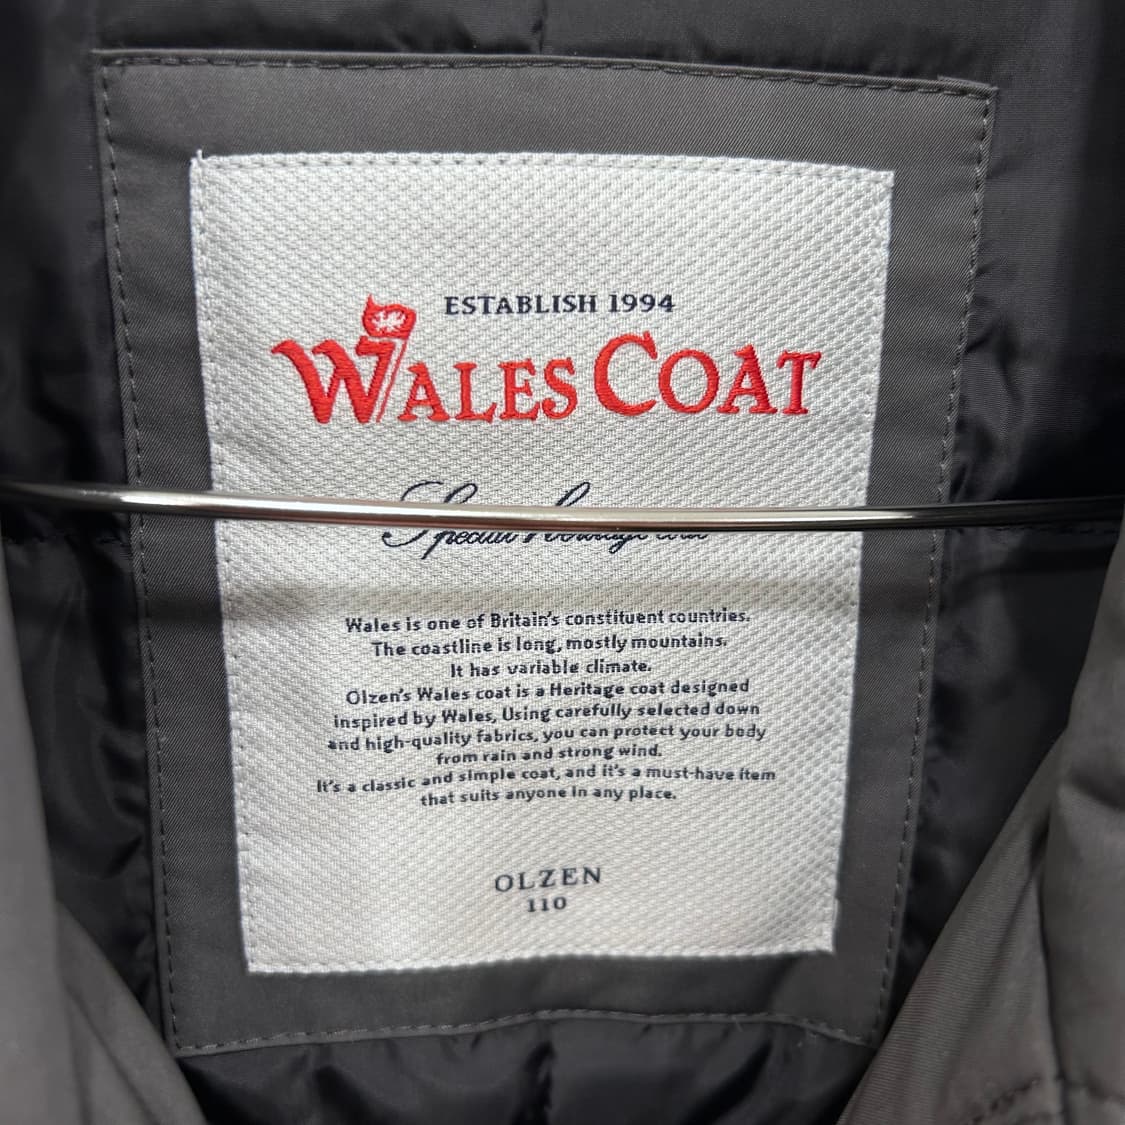 ESTABLISH 1994
WALES COAT
Special
Wales is one of Britain's constituent countries.
The coastline is long, mostly mountains.
It has variable climate.
Olzen's Wales coat is a Heritage coat designed
inspired by Wales, Using carefully selected down
and high-quality fabrics, you can protect your body
from rain and strong wind.
It's a classic and simple coat, and it's a must-have item
that suits anyone in any place.
OLZEN
110